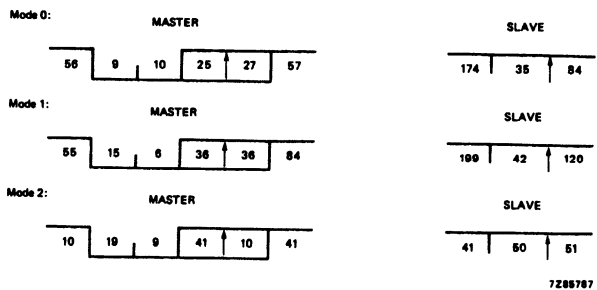 Mode 0:
MASTER
SLAVE
56 9 10 25 27 57
174 35 84
Mode 1:
MASTER
SLAVE
55 15 6 36 36 84
199 42 120
Mode 2:
MASTER
SLAVE
10 19 9 41 10 41
41 50 51
7Z85787